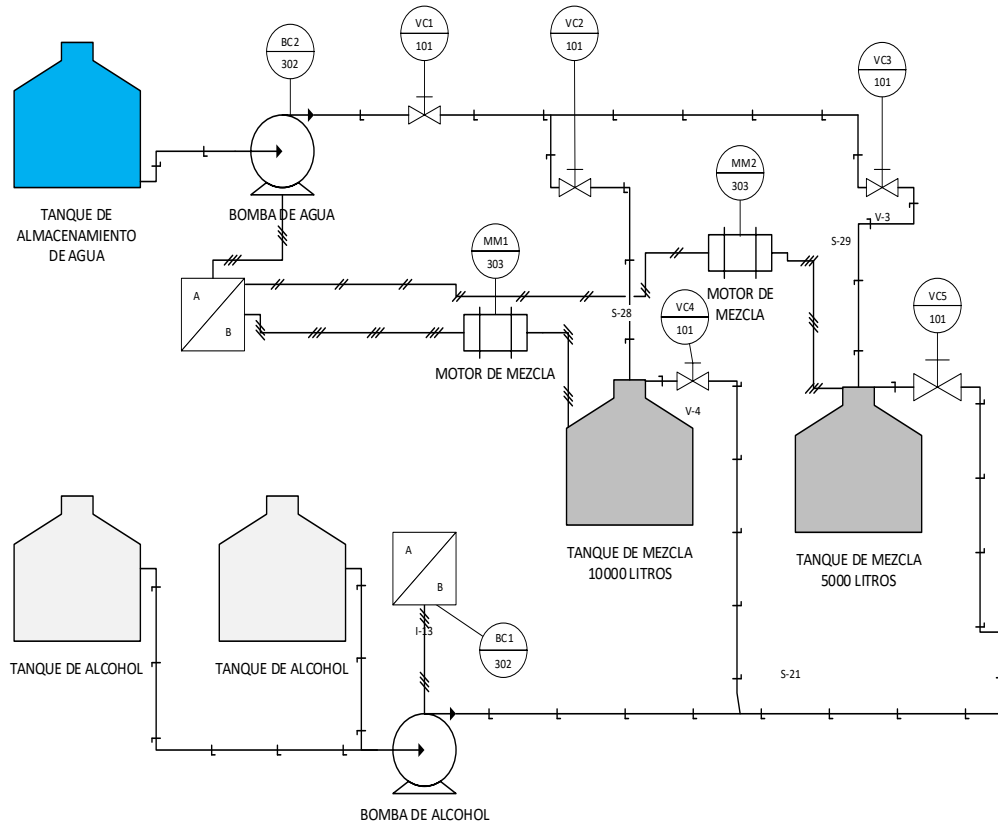 BC2
302
VC1
101
VC2
101
VC3
101
TANQUE DE
ALMACENAMIENTO
DE AGUA
BOMBA DE AGUA
MM2
303
V-3
S-29
MM1
303
A
B
MOTOR DE
MEZCLA
S-28
VC4
101
VC5
101
MOTOR DE MEZCLA
V-4
TANQUE DE MEZCLA
10000 LITROS
TANQUE DE MEZCLA
5000 LITROS
A
B
I-13
BC1
302
TANQUE DE ALCOHOL
TANQUE DE ALCOHOL
S-21
BOMBA DE ALCOHOL